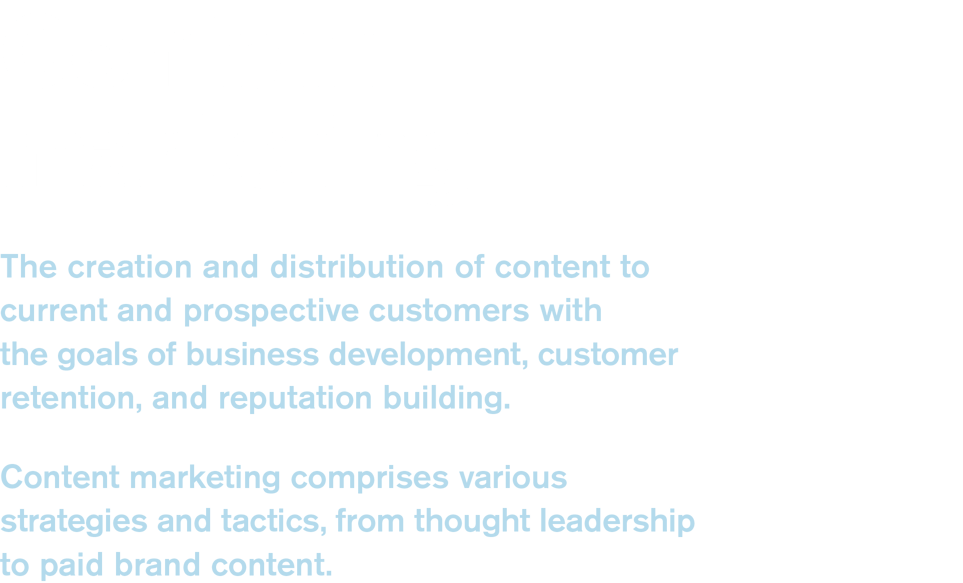 The creation and distribution of content to
current and prospective customers with
the goals of business development, customer
retention, and reputation building.
Content marketing comprises various
strategies and tactics, from thought leadership
to paid brand content.